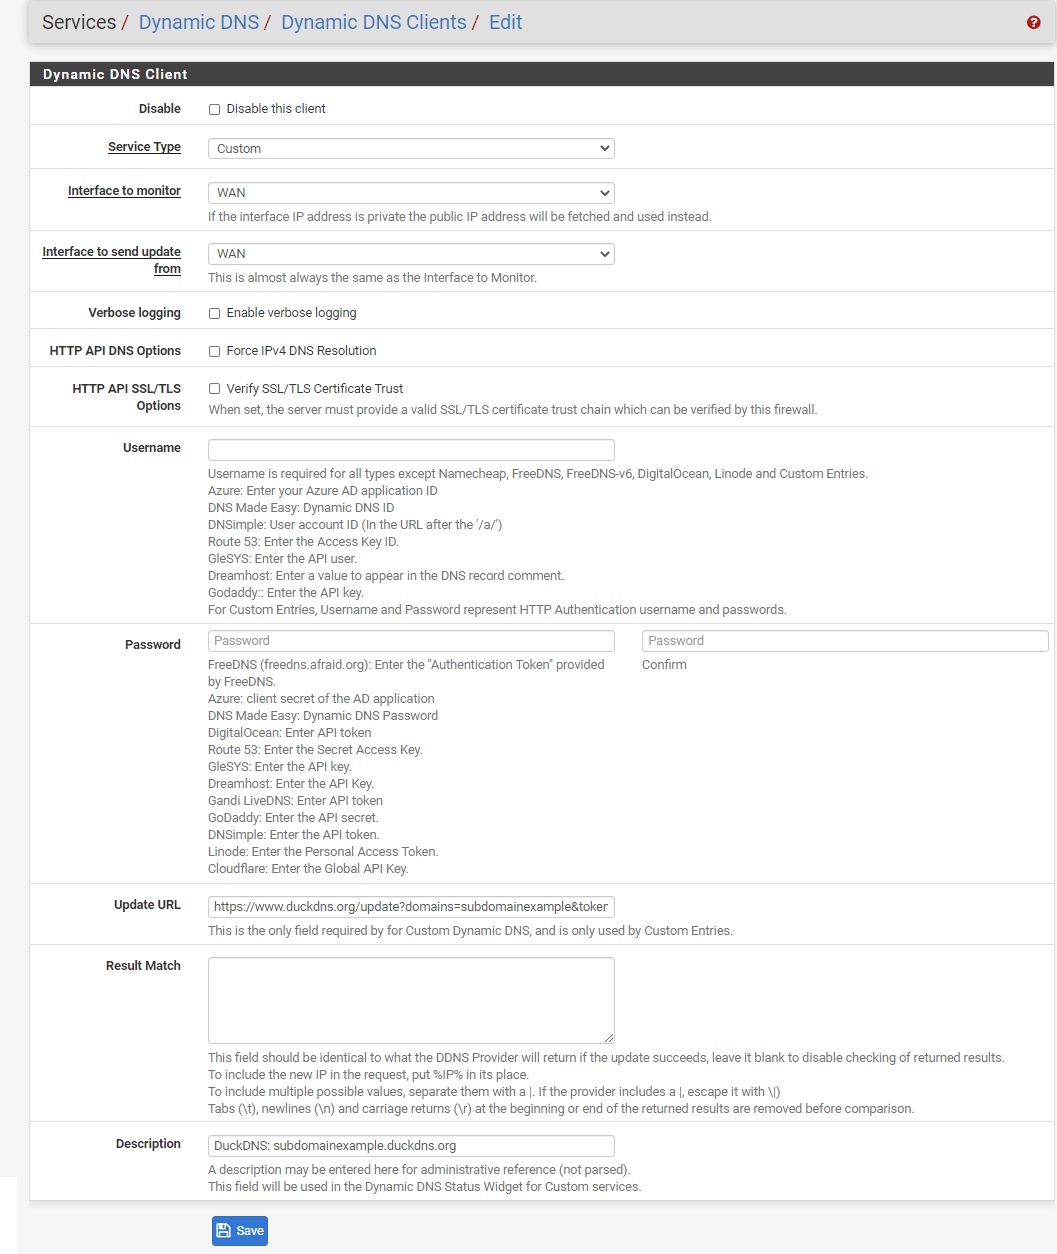 Services / Dynamic DNS / Dynamic DNS Clients / Edit
Dynamic DNS Client
Disable
Disable this client
Service Type
Custom
Interface to monitor
WAN
If the interface IP address is private the public IP address will be fetched and used instead.
Interface to send update
from
WAN
This is almost always the same as the Interface to Monitor.
Verbose logging
Enable verbose logging
HTTP API DNS Options
Force IPv4 DNS Resolution
HTTP API SSL/TLS
Options
Verify SSL/TLS Certificate Trust
When set, the server must provide a valid SSL/TLS certificate trust chain which can be verified by this firewall.
Username
Username is required for all types except Namecheap, FreeDNS, FreeDNS-v6, DigitalOcean, Linode and Custom Entries.
Azure: Enter your Azure AD application ID
DNS Made Easy: Dynamic DNS ID
DNSimple: User account ID (In the URL after the '/a/')
Route 53: Enter the Access Key ID.
GleSYS: Enter the API user.
Dreamhost: Enter a value to appear in the DNS record comment.
Godaddy:: Enter the API key.
For Custom Entries, Username and Password represent HTTP Authentication username and passwords.
Password
Password
Password
FreeDNS (freedns.afraid.org): Enter the "Authentication Token" provided
by FreeDNS.
Azure: client secret of the AD application
DNS Made Easy: Dynamic DNS Password
DigitalOcean: Enter API token
Route 53: Enter the Secret Access Key.
GleSYS: Enter the API key.
Dreamhost: Enter the API Key.
Gandi LiveDNS: Enter API token
GoDaddy: Enter the API secret.
DNSimple: Enter the API token.
Linode: Enter the Personal Access Token.
Cloudflare: Enter the Global API Key.
Confirm
Update URL
https://www.duckdns.org/update?domains=subdomainexample&token
This is the only field required by for Custom Dynamic DNS, and is only used by Custom Entries.
Result Match
This field should be identical to what the DDNS Provider will return if the update succeeds, leave it blank to disable checking of returned results.
To include the new IP in the request, put %IP% in its place.
To include multiple possible values, separate them with a |. If the provider includes a |, escape it with \|)
Tabs (\t), newlines (\n) and carriage returns (\r) at the beginning or end of the returned results are removed before comparison.
Description
DuckDNS: subdomainexample.duckdns.org
A description may be entered here for administrative reference (not parsed).
This field will be used in the Dynamic DNS Status Widget for Custom services.
Save